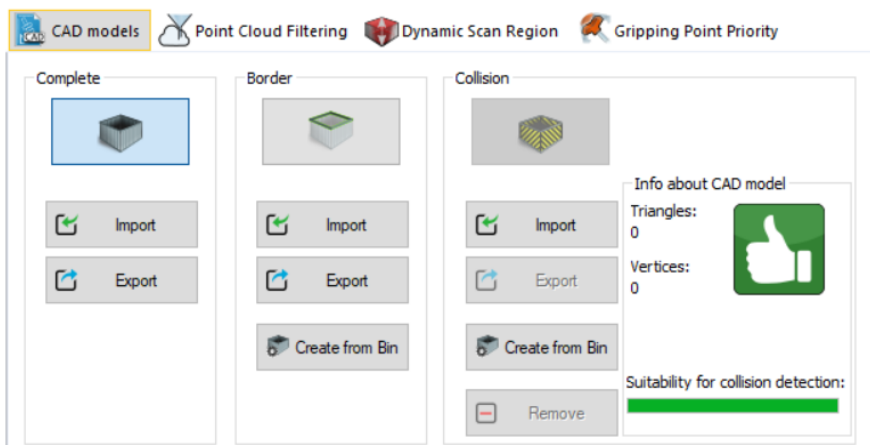 CAD models
Point Cloud Filtering
Dynamic Scan Region
Gripping Point Priority
Complete
Import
Export
Border
Import
Export
Create from Bin
Collision
Import
Export
Create from Bin
Remove
Info about CAD model
Triangles:
0
Vertices:
0
Suitability for collision detection: